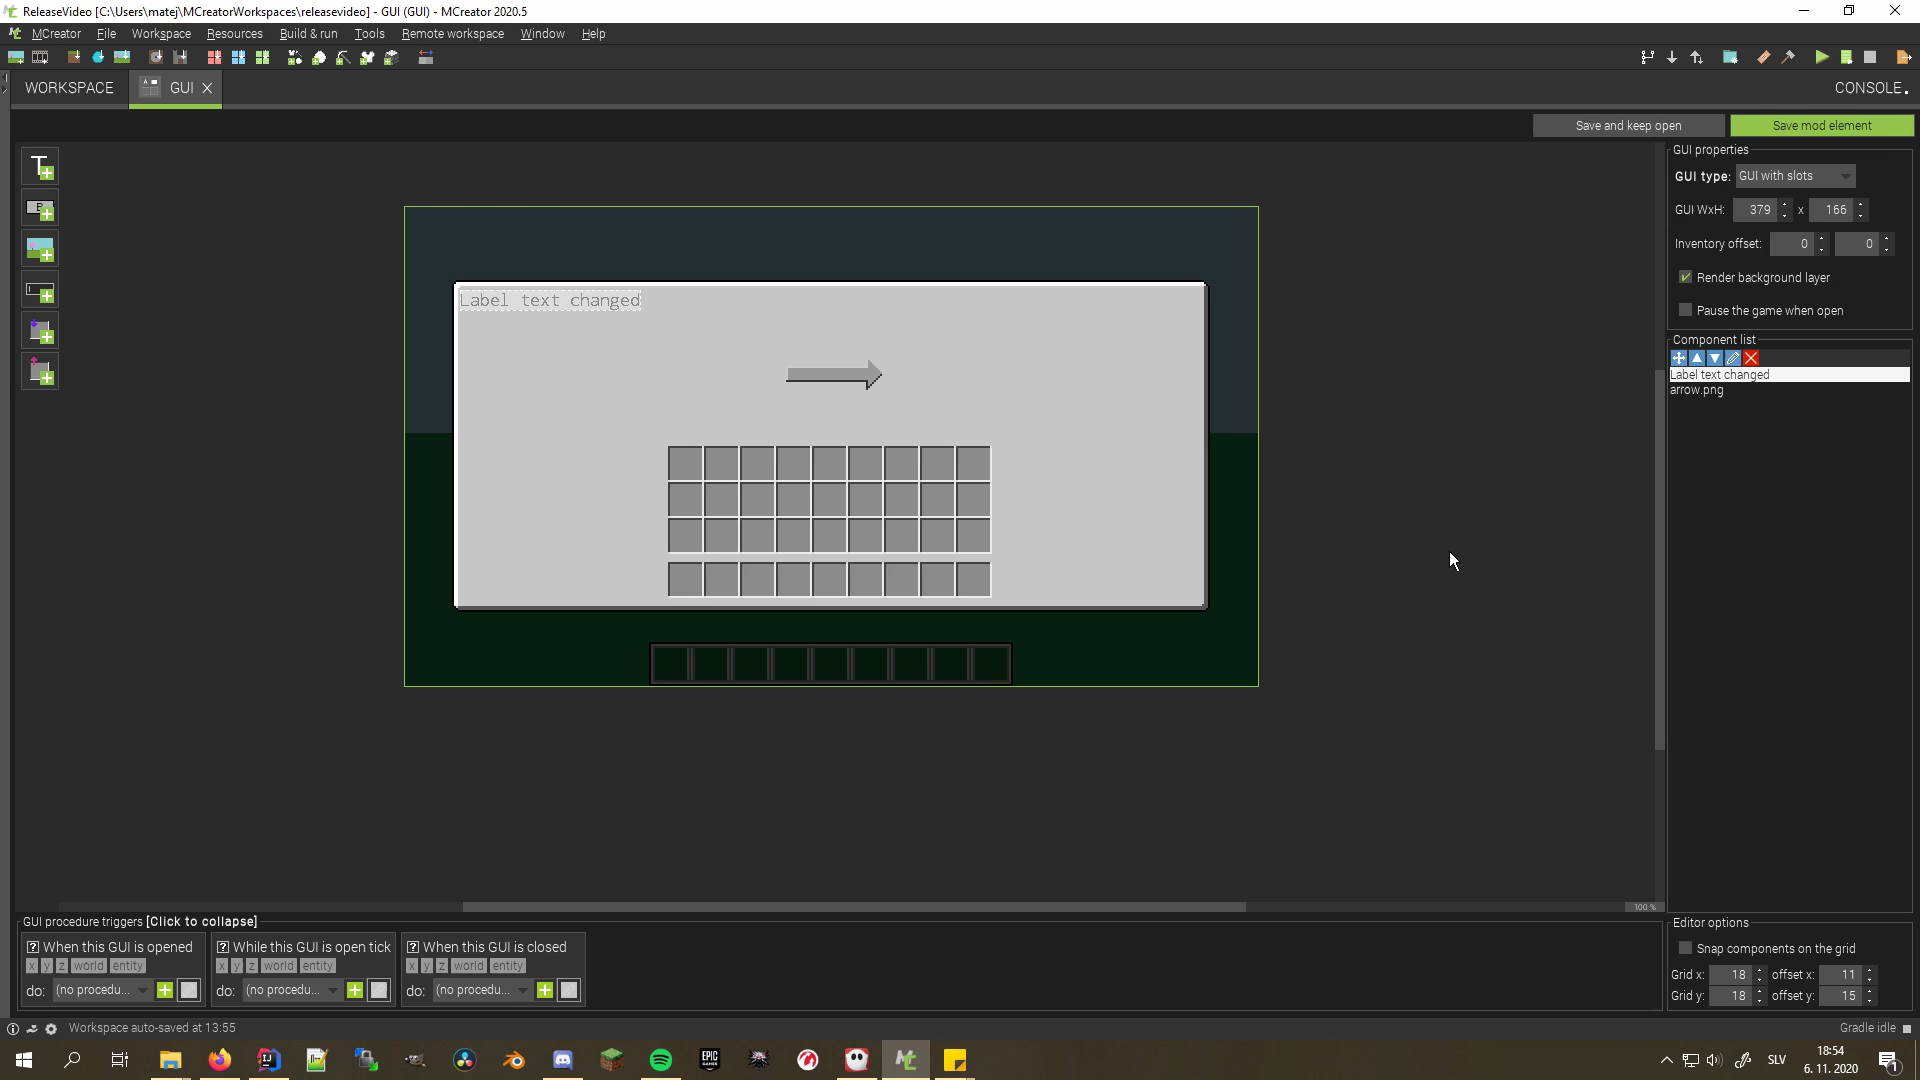 ReleaseVideo [C:\Users\matej\MCreatorWorkspaces\releasevideo] - GUI (GUI) - MCreator 2020.5
MCreator File Workspace Resources Build & run Tools Remote workspace Window Help
WORKSPACE GUI CONSOLE
Save and keep open Save mod element
GUI properties
GUI type: GUI with slots
GUI WxH: 379 x 166
Inventory offset: 0 0
Render background layer
Pause the game when open
Component list
Label text changed
arrow.png
Label text changed
100 %
GUI procedure triggers [Click to collapse]
When this GUI is opened While this GUI is open tick When this GUI is closed
x y z world entity x y z world entity x y z world entity
do: (no procedu... do: (no procedu... do: (no procedu...
Editor options
Snap components on the grid
Grid x: 18 offset x: 11
Grid y: 18 offset y: 15
Workspace auto-saved at 13:55
Gradle idle
EPIC GAMES
SLV
18:54
6. 11. 2020
1